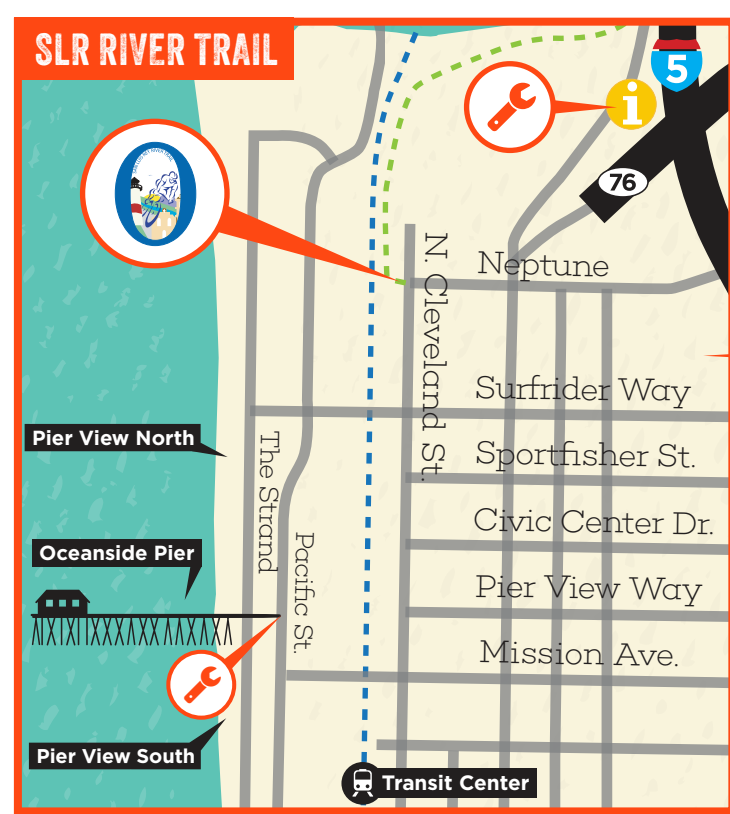 SLR RIVER TRAIL
5
i
76
N. Cleveland St.
Neptune
Surfrider Way
Pier View North
The Strand
Sportfisher St.
Civic Center Dr.
Pacific St.
Oceanside Pier
Pier View Way
Mission Ave.
Pier View South
Transit Center